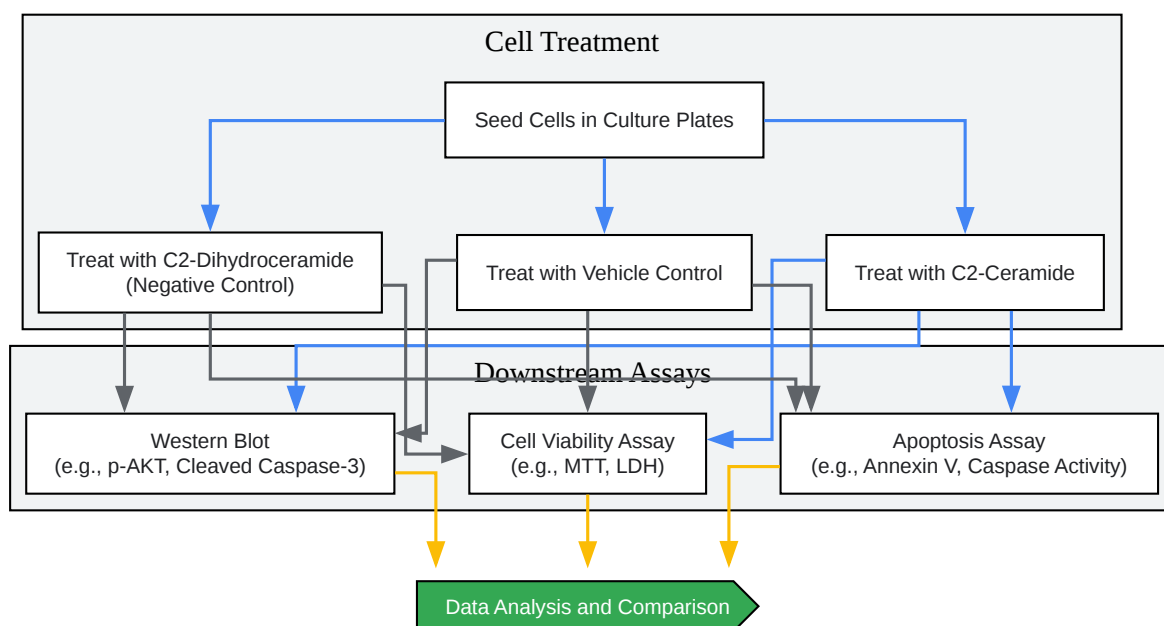 Cell Treatment
Seed Cells in Culture Plates
Treat with C2-Dihydroceramide
(Negative Control)
Treat with Vehicle Control
Treat with C2-Ceramide
Downstream Assays
Western Blot
(e.g., p-AKT, Cleaved Caspase-3)
Cell Viability Assay
(e.g., MTT, LDH)
Apoptosis Assay
(e.g., Annexin V, Caspase Activity)
Data Analysis and Comparison